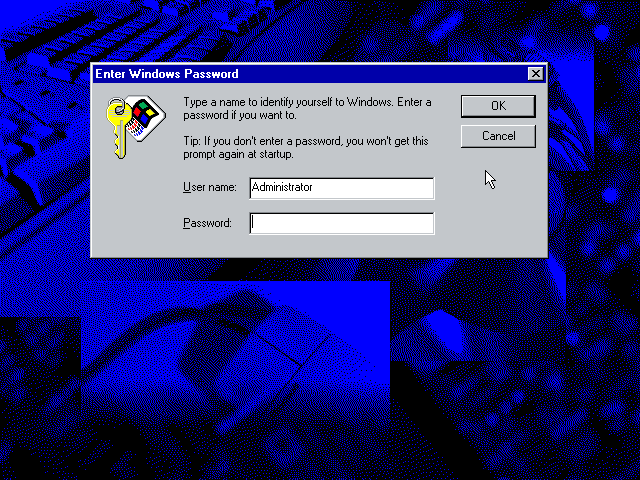 Enter Windows Password
Type a name to identify yourself to Windows. Enter a
password if you want to.
OK
Cancel
Tip: If you don't enter a password, you won't get this
prompt again at startup.
User name: Administrator
Password: